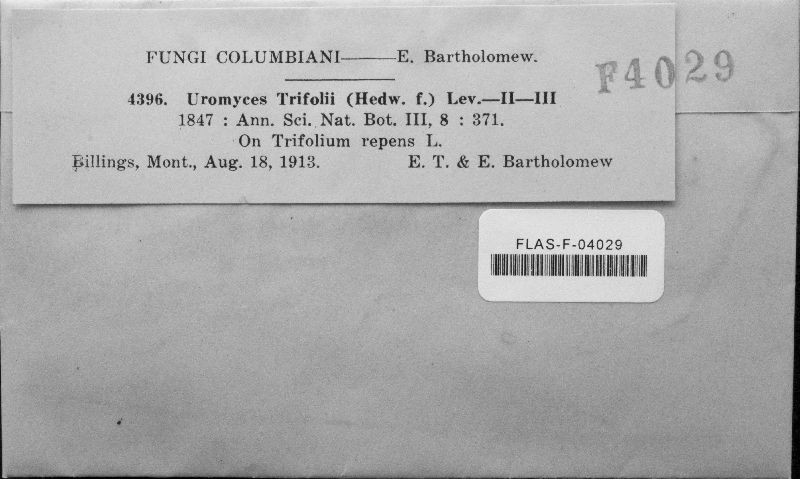 FUNGI COLUMBIANI——E. Bartholomew.
F4029
4396. Uromyces Trifolii (Hedw. f.) Lev.—II—III
1847 : Ann. Sci. Nat. Bot. III, 8 : 371.
On Trifolium repens L.
Billings, Mont., Aug. 18, 1913. E. T. & E. Bartholomew
FLAS-F-04029